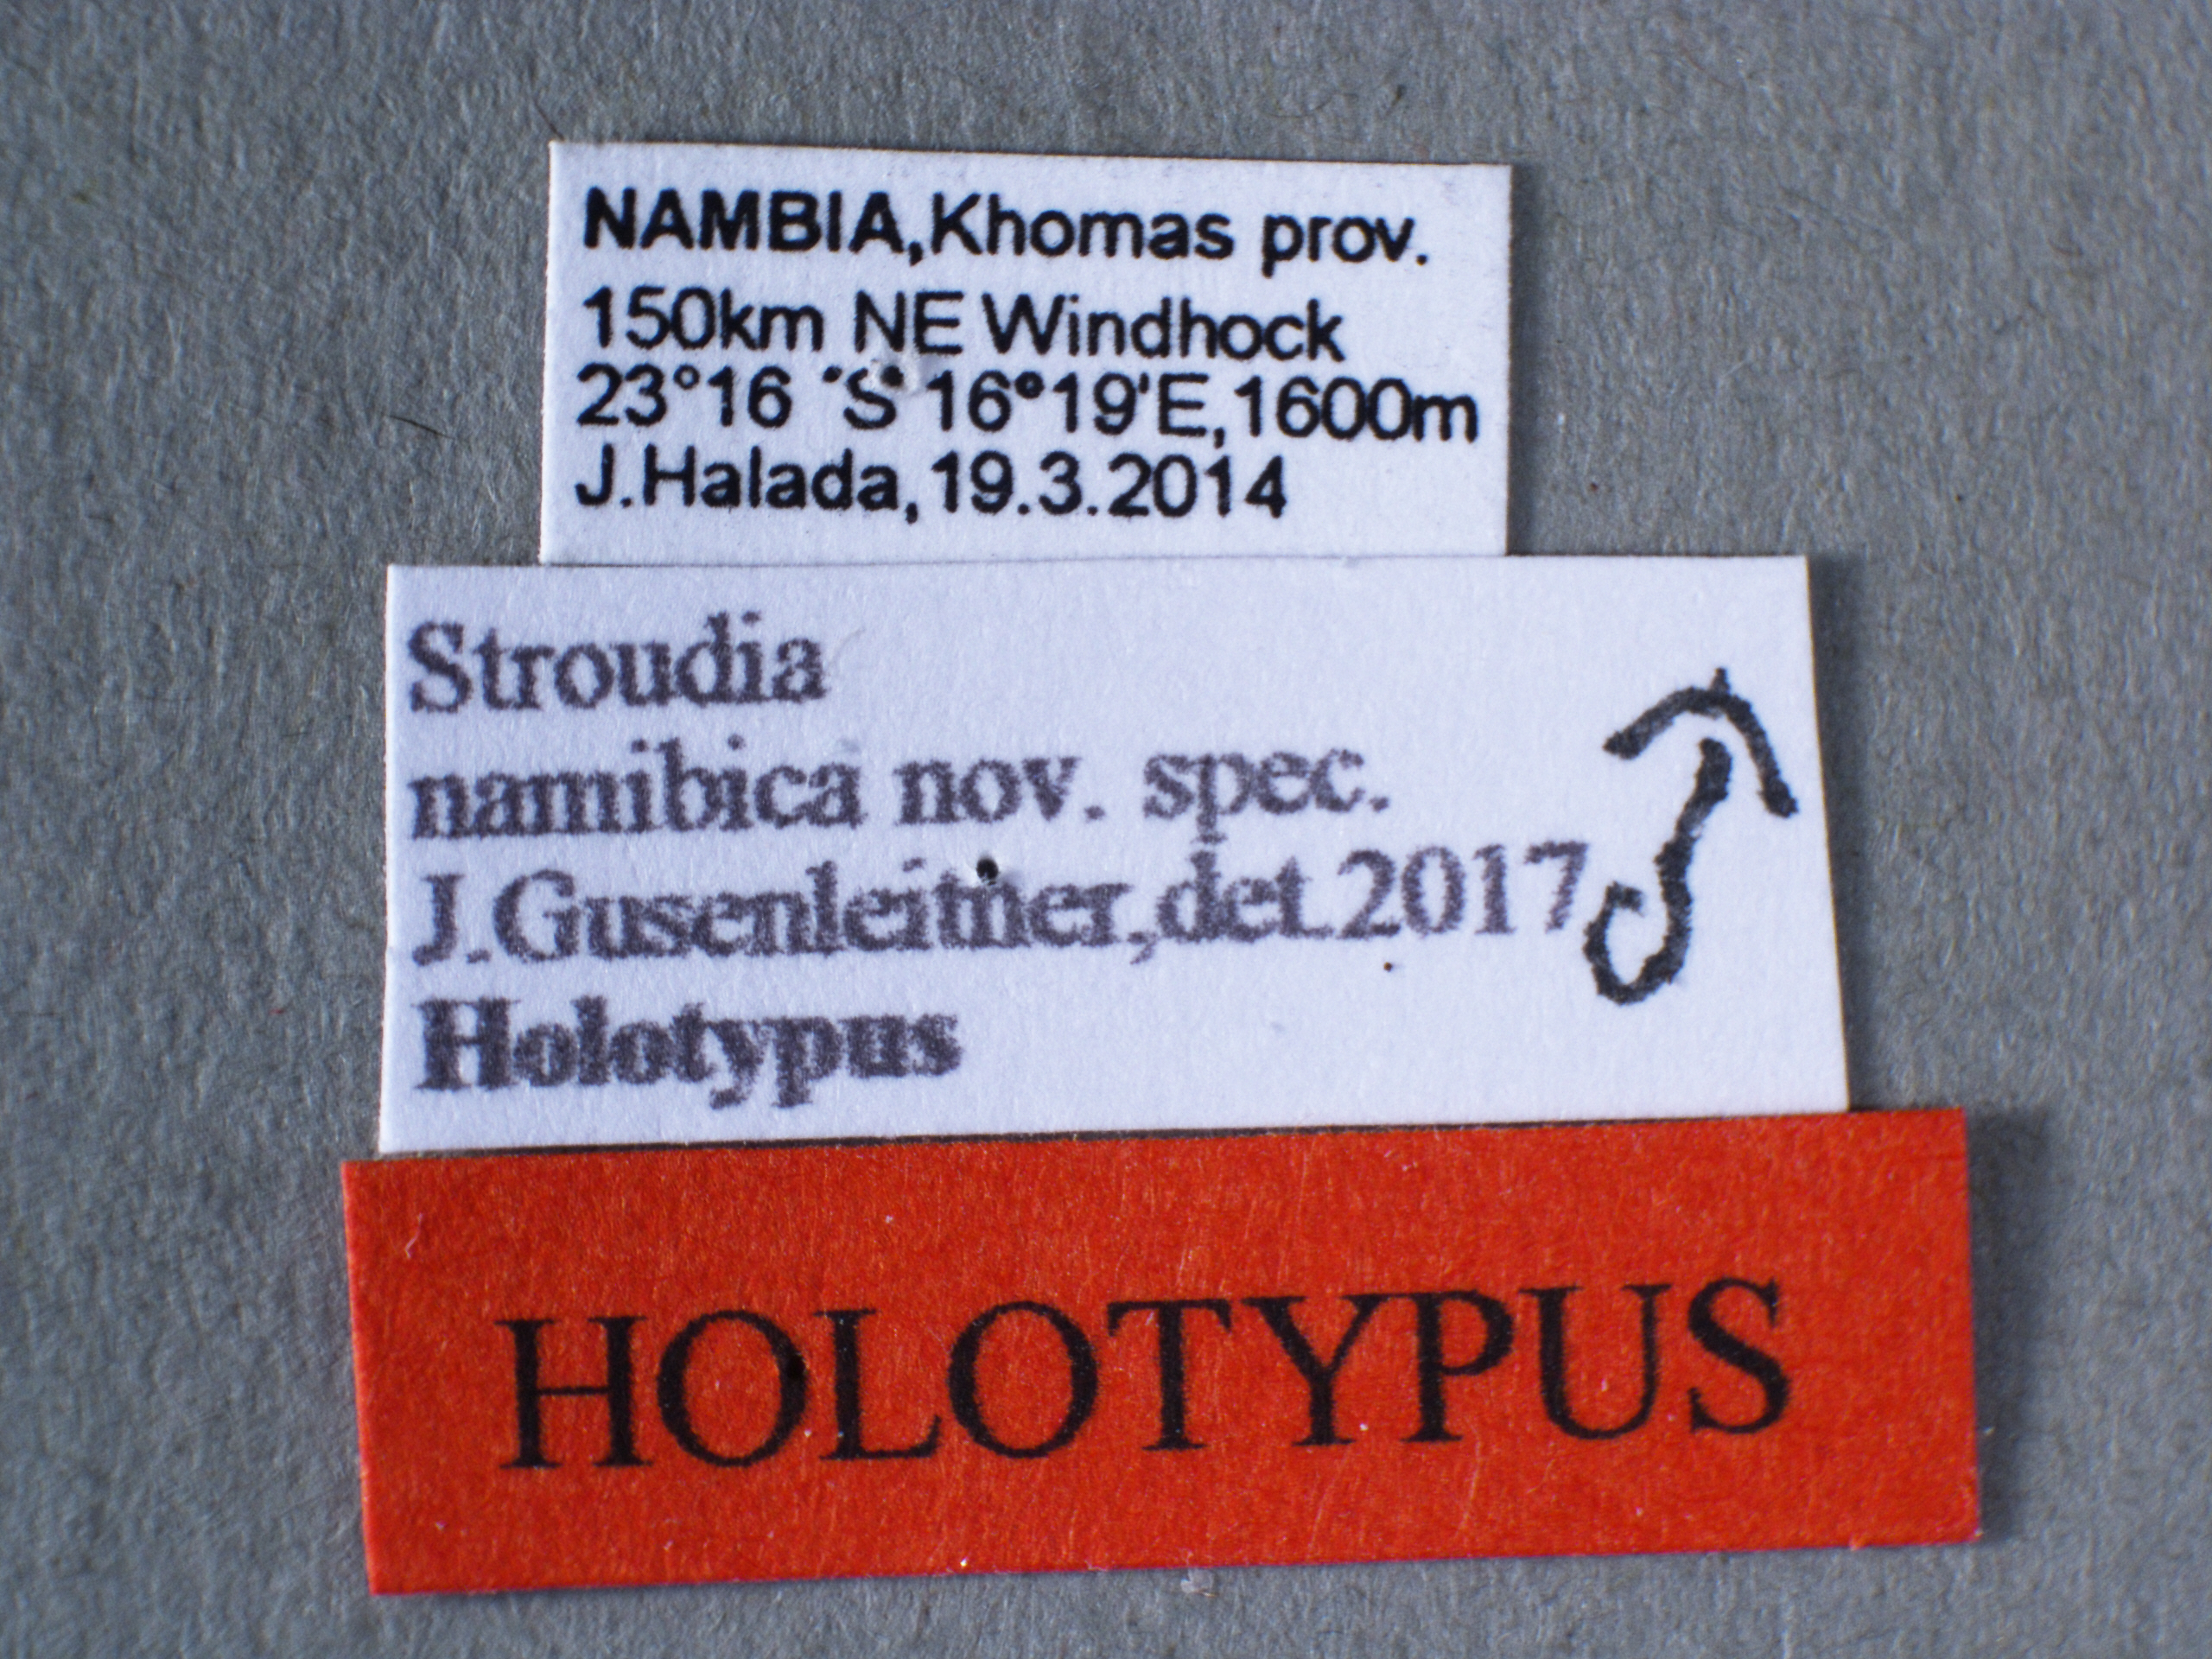 NAMBIA,Khomas prov.
150km NE Windhock
23°16 ´S 16°19'E,1600m
J.Halada,19.3.2014
Stroudia
namibica nov. spec.
J.Gusenleitner,det.2017 ♂
Holotypus
HOLOTYPUS